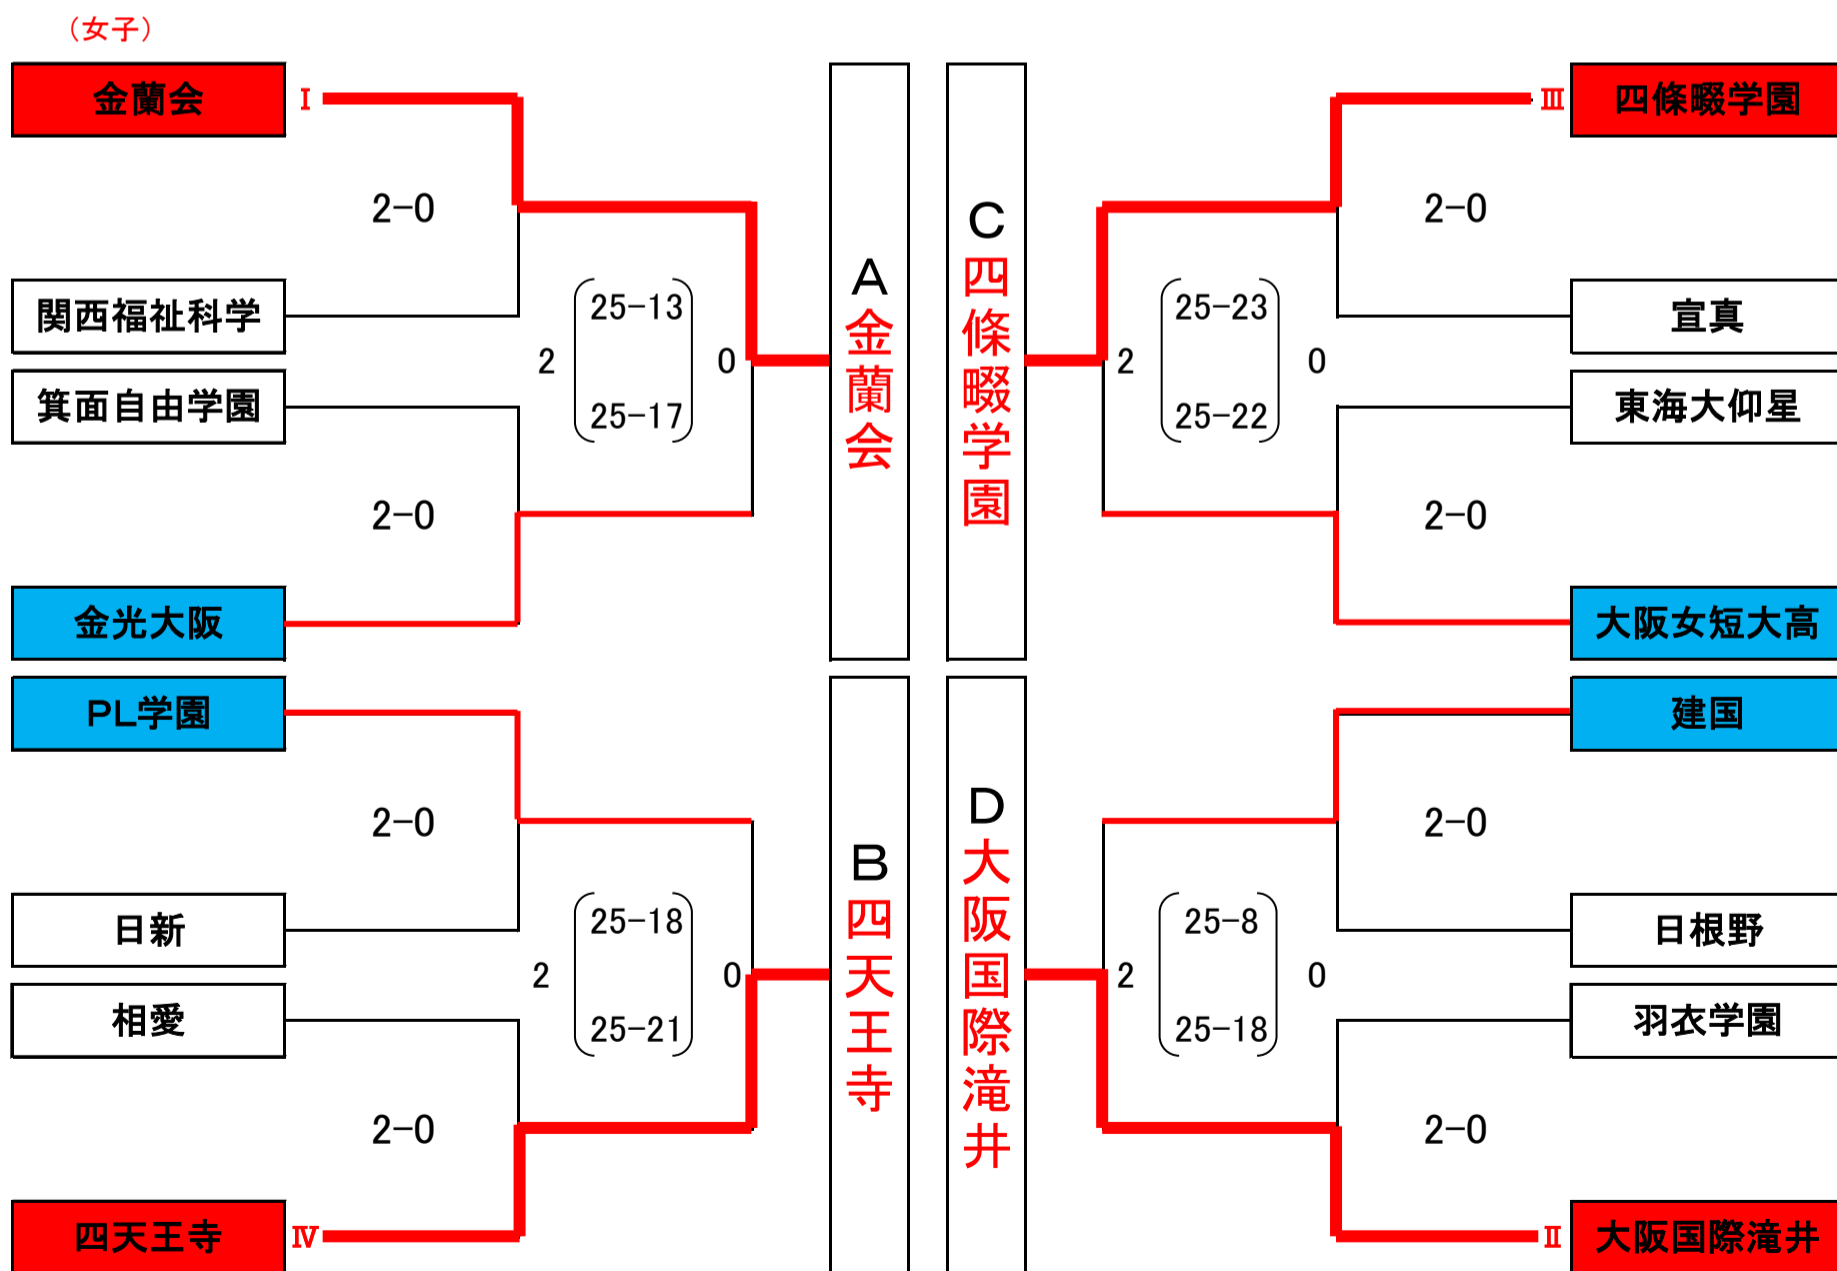 （女子）
金蘭会
Ⅰ
2-0
関西福祉科学
25-13
2
0
25-17
箕面自由学園
2-0
金光大阪
A金蘭会
PL学園
2-0
日新
25-18
2
0
25-21
相愛
2-0
四天王寺
Ⅳ
B四天王寺
C四條畷学園
Ⅲ
四條畷学園
2-0
宣真
25-23
2
0
25-22
東海大仰星
2-0
大阪女短大高
D大阪国際滝井
建国
2-0
日根野
25-8
2
0
25-18
羽衣学園
2-0
Ⅱ
大阪国際滝井